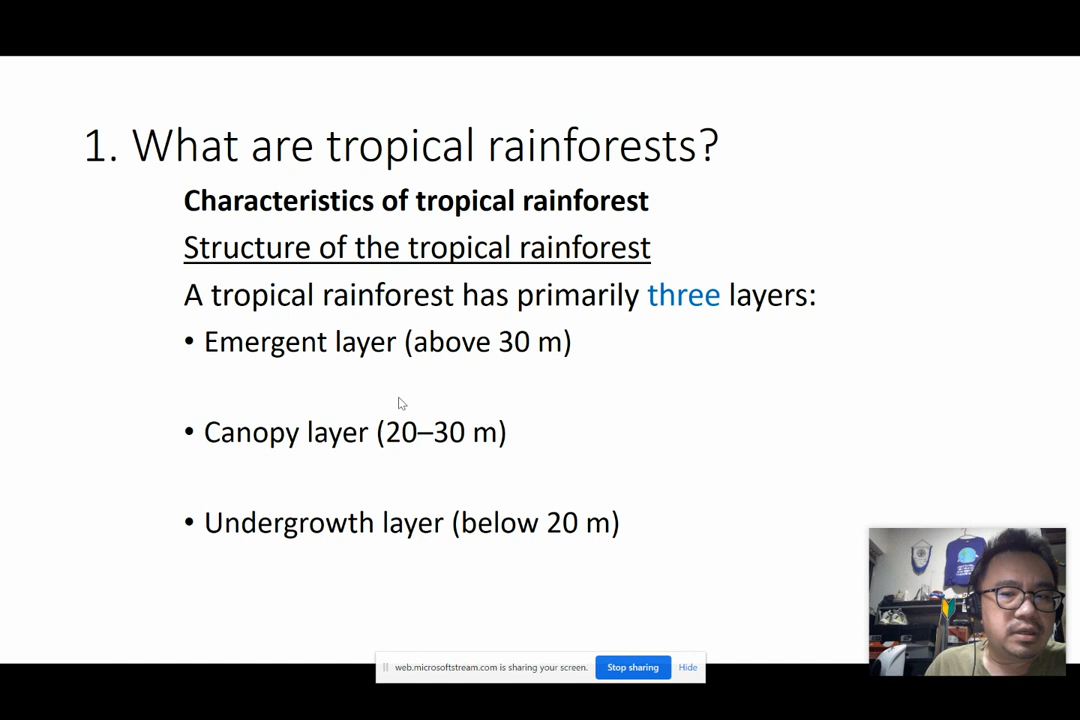 1. What are tropical rainforests?
Characteristics of tropical rainforest
Structure of the tropical rainforest
A tropical rainforest has primarily three layers:
• Emergent layer (above 30 m)
• Canopy layer (20–30 m)
• Undergrowth layer (below 20 m)
web.microsoftstream.com is sharing your screen. Stop sharing Hide